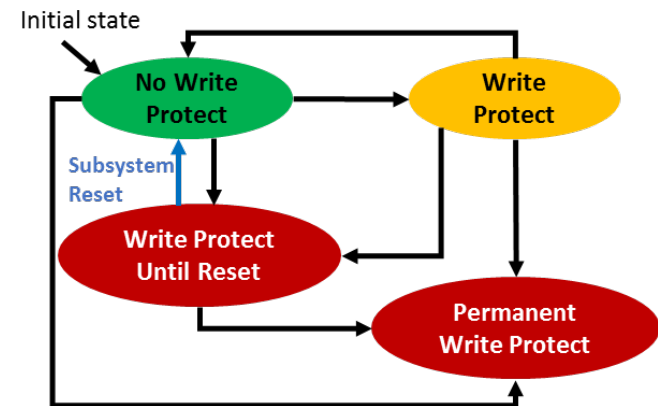 Initial state
No Write
Protect
Write
Protect
Subsystem
Reset
Write Protect
Until Reset
Permanent
Write Protect